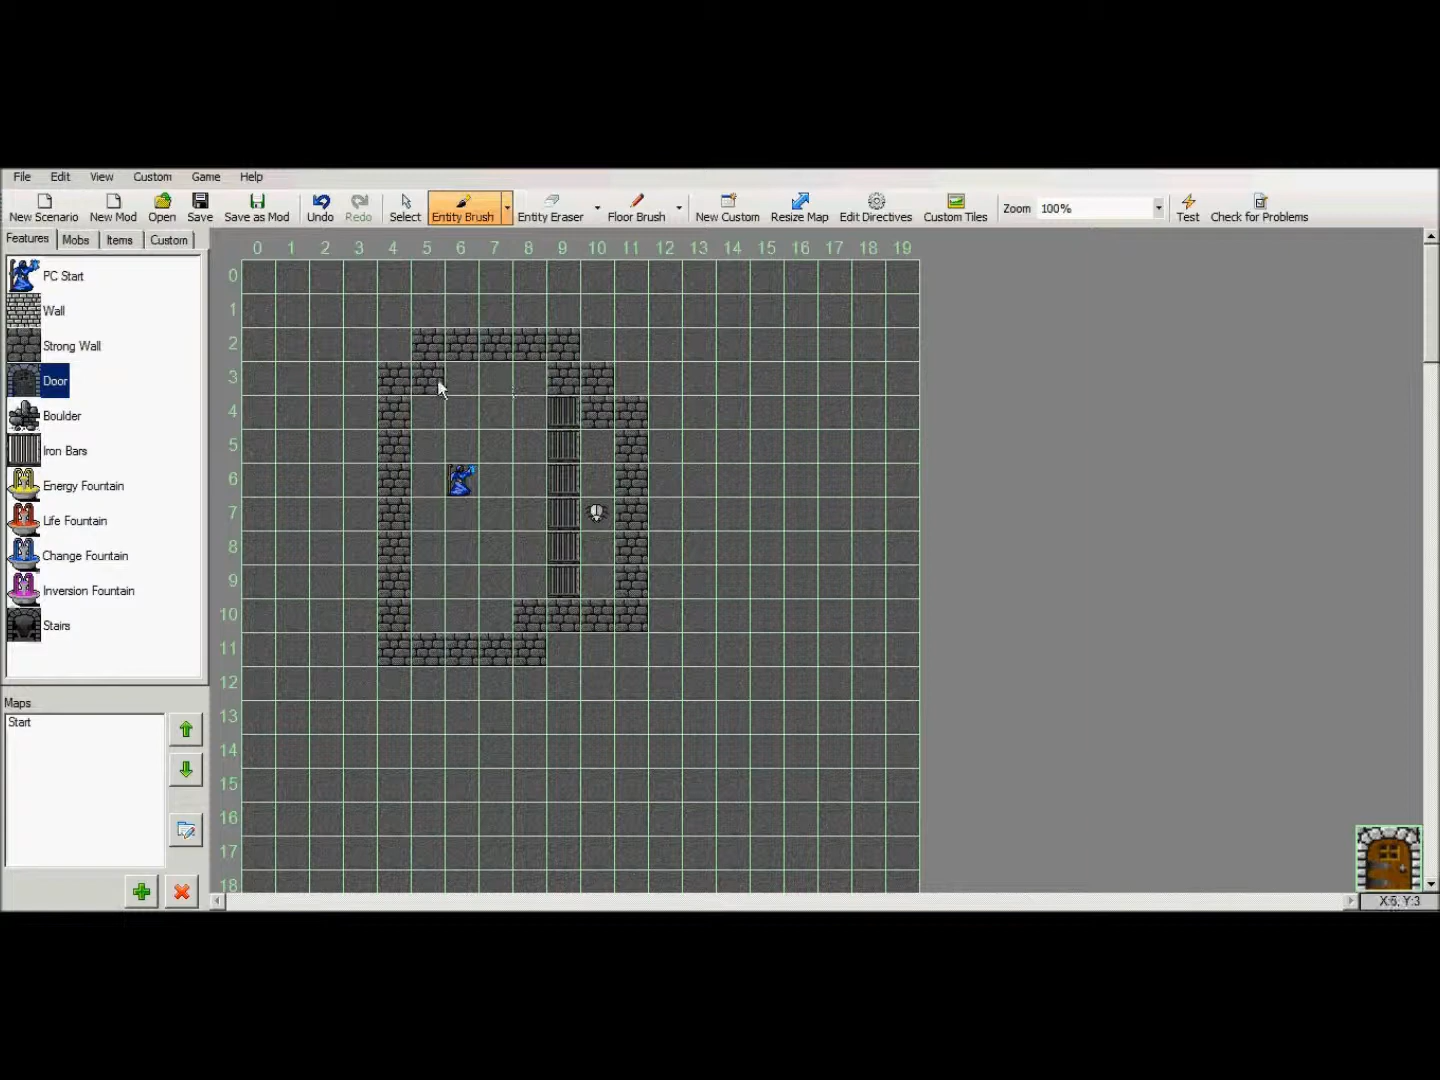 File Edit View Custom Game Help
New Scenario New Mod Open Save Save as Mod Undo Redo Select Entity Brush Entity Eraser Floor Brush New Custom Resize Map Edit Directives Custom Tiles Zoom 100% Test Check for Problems
Features Mobs Items Custom
0 1 2 3 4 5 6 7 8 9 10 11 12 13 14 15 16 17 18 19
PC Start
Wall
Strong Wall
Door
Boulder
Iron Bars
Energy Fountain
Life Fountain
Change Fountain
Inversion Fountain
Stairs
0
1
2
3
4
5
6
7
8
9
10
11
12
13
14
15
16
17
18
Maps
Start
X:5, Y:3